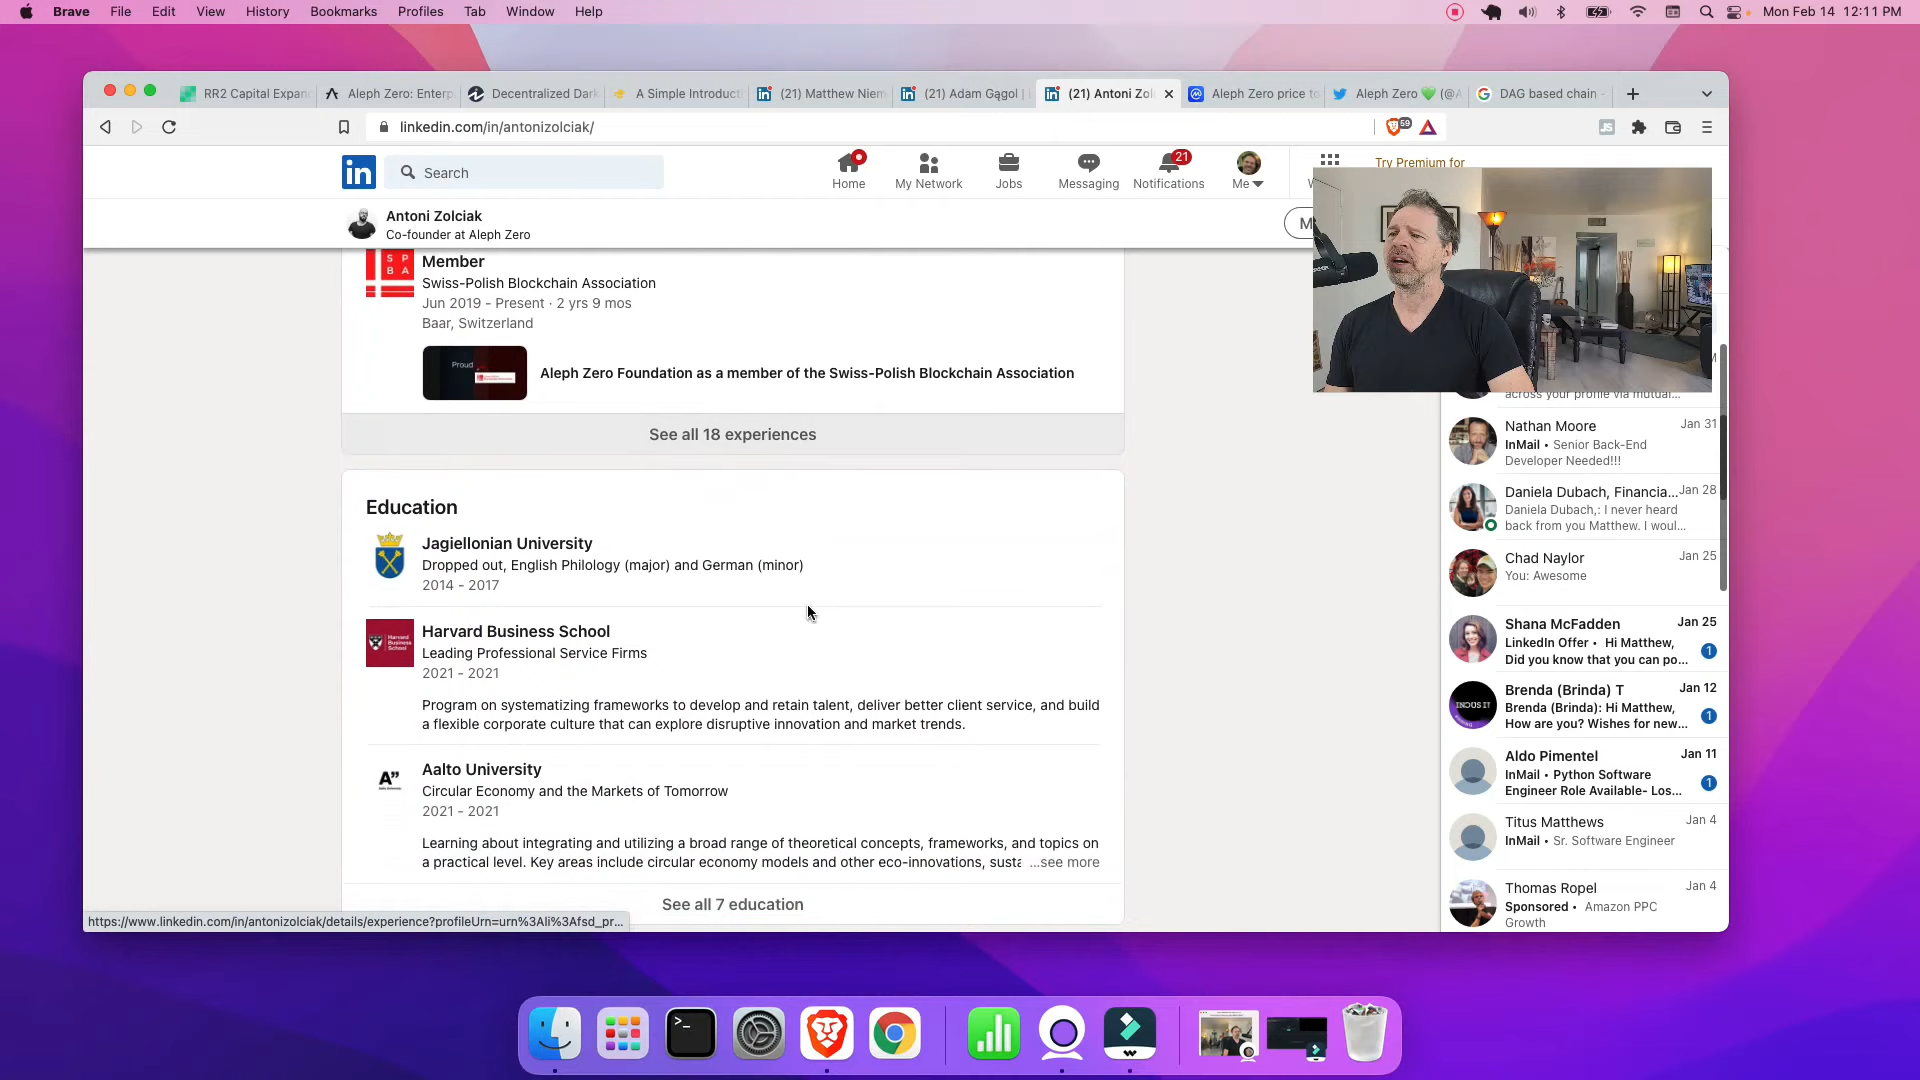 Brave File Edit View History Bookmarks Profiles Tab Window Help
Mon Feb 14 12:11 PM
RR2 Capital Expan
Aleph Zero: Enterp
Decentralized Dark
A Simple Introduct
(21) Matthew Niem
(21) Adam Gągol |
(21) Antoni Zol
Aleph Zero price to
Aleph Zero 💚 (@A
DAG based chain -
linkedin.com/in/antonizolciak/
59
JS
in
Search
Home
My Network
Jobs
Messaging
21
Notifications
Me
Try Premium for
Antoni Zolciak
Co-founder at Aleph Zero
SP
BA
Member
Swiss-Polish Blockchain Association
Jun 2019 - Present · 2 yrs 9 mos
Baar, Switzerland
Proud
Aleph Zero Foundation as a member of the Swiss-Polish Blockchain Association
See all 18 experiences
Education
Jagiellonian University
Dropped out, English Philology (major) and German (minor)
2014 - 2017
Harvard Business School
Leading Professional Service Firms
2021 - 2021
Program on systematizing frameworks to develop and retain talent, deliver better client service, and build
a flexible corporate culture that can explore disruptive innovation and market trends.
Aalto University
Circular Economy and the Markets of Tomorrow
2021 - 2021
Learning about integrating and utilizing a broad range of theoretical concepts, frameworks, and topics on
a practical level. Key areas include circular economy models and other eco-innovations, susta ...see more
See all 7 education
https://www.linkedin.com/in/antonizolciak/details/experience?profileUrn=urn%3Ali%3Afsd_pr...
across your profile via mutual...
Nathan Moore Jan 31
InMail • Senior Back-End
Developer Needed!!!
Daniela Dubach, Financia... Jan 28
Daniela Dubach,: I never heard
back from you Matthew. I woul...
Chad Naylor Jan 25
You: Awesome
Shana McFadden Jan 25
LinkedIn Offer • Hi Matthew,
Did you know that you can po... 1
Brenda (Brinda) T Jan 12
Brenda (Brinda): Hi Matthew,
How are you? Wishes for new... 1
Aldo Pimentel Jan 11
InMail • Python Software
Engineer Role Available- Los... 1
Titus Matthews Jan 4
InMail • Sr. Software Engineer
Thomas Ropel Jan 4
Sponsored • Amazon PPC
Growth